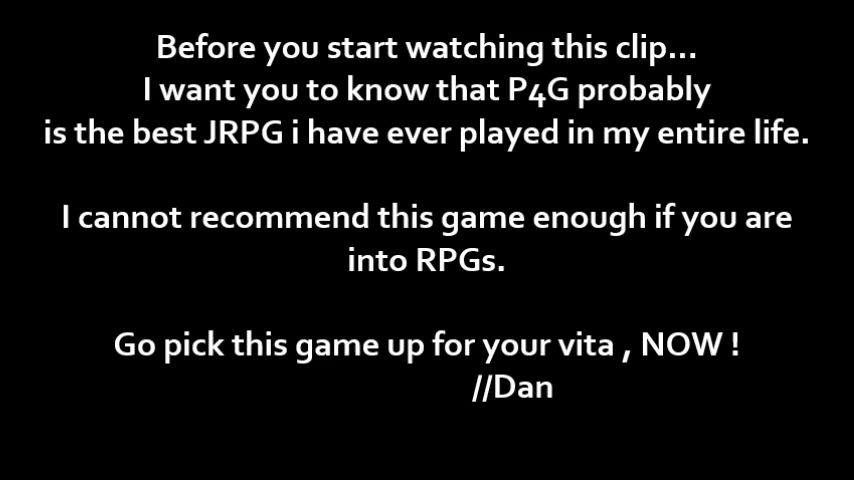 Before you start watching this clip...
I want you to know that P4G probably
is the best JRPG i have ever played in my entire life.
I cannot recommend this game enough if you are
into RPGs.
Go pick this game up for your vita , NOW !
//Dan